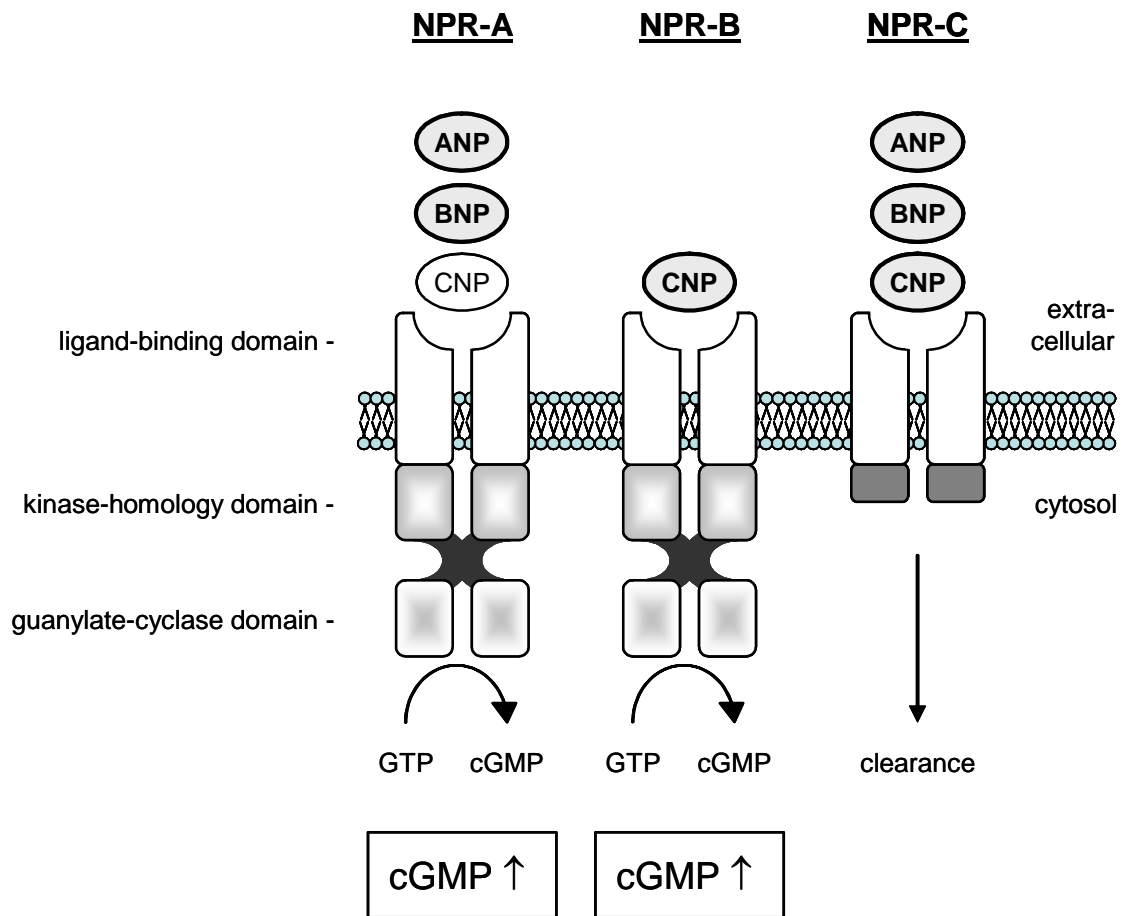 NPR-A NPR-B NPR-C
ANP ANP
BNP BNP
CNP CNP CNP
ligand-binding domain -
extra-
cellular
kinase-homology domain -
cytosol
guanylate-cyclase domain -
GTP cGMP GTP cGMP clearance
cGMP ↑ cGMP ↑